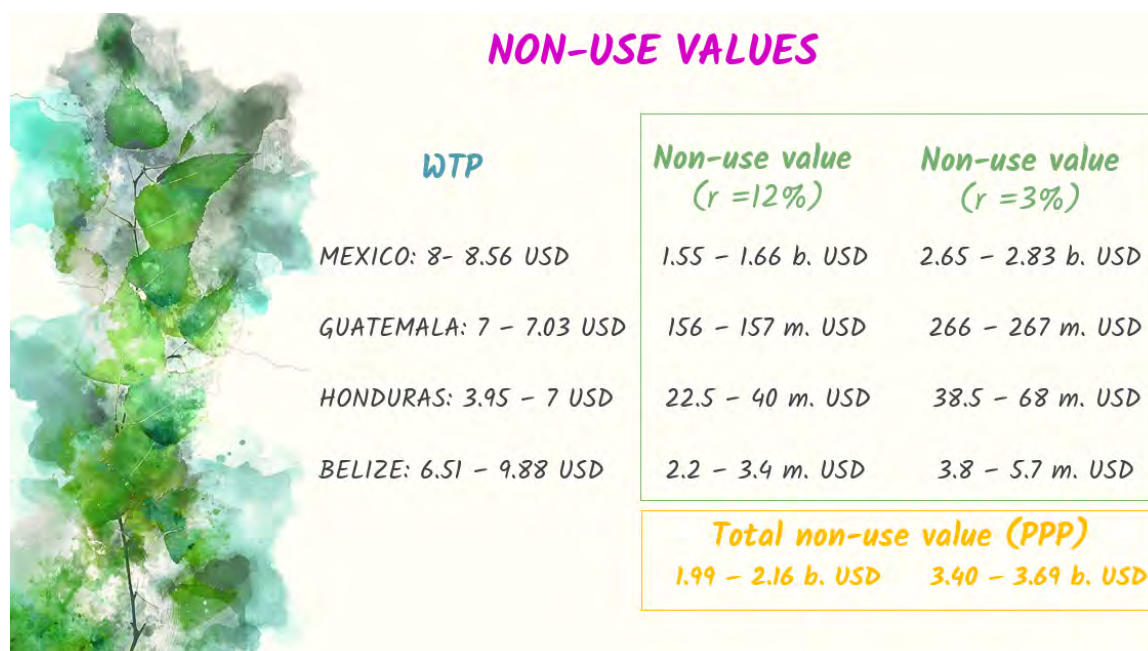 NON-USE VALUES
WTP
Non-use value
(r =12%)
Non-use value
(r =3%)
MEXICO: 8- 8.56 USD
1.55 – 1.66 b. USD
2.65 – 2.83 b. USD
GUATEMALA: 7 – 7.03 USD
156 – 157 m. USD
266 – 267 m. USD
HONDURAS: 3.95 – 7 USD
22.5 – 40 m. USD
38.5 – 68 m. USD
BELIZE: 6.51 – 9.88 USD
2.2 – 3.4 m. USD
3.8 – 5.7 m. USD
Total non-use value (PPP)
1.99 – 2.16 b. USD
3.40 – 3.69 b. USD